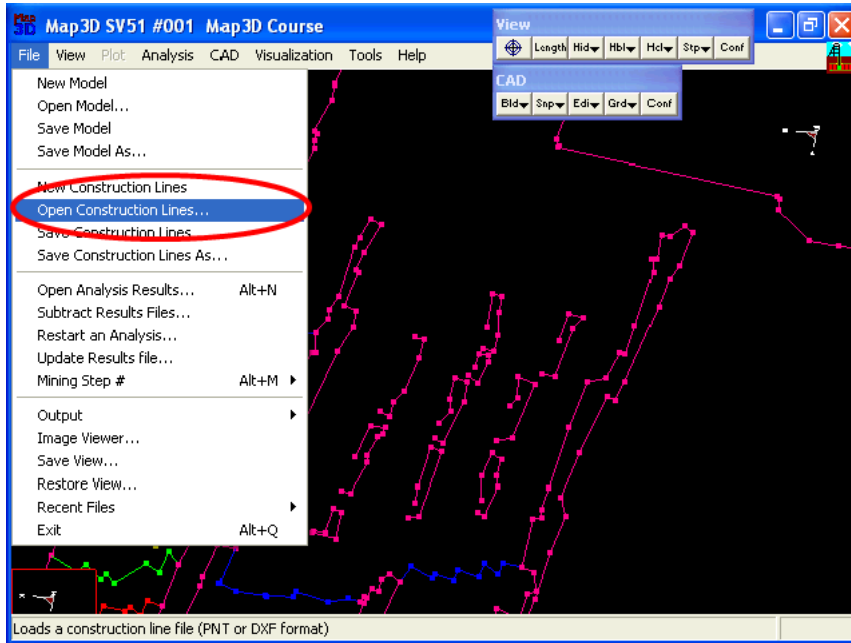 Map 3D
Map3D SV51 #001 Map3D Course
File View Plot Analysis CAD Visualization Tools Help
View
Length Hid Hbl Hcl Stp Conf
CAD
Bld Snp Edi Grd Conf
New Model
Open Model...
Save Model
Save Model As...
New Construction Lines
Open Construction Lines...
Save Construction Lines
Save Construction Lines As...
Open Analysis Results... Alt+N
Subtract Results Files...
Restart an Analysis...
Update Results file...
Mining Step # Alt+M
Output
Image Viewer...
Save View...
Restore View...
Recent Files
Exit Alt+Q
Loads a construction line file (PNT or DXF format)